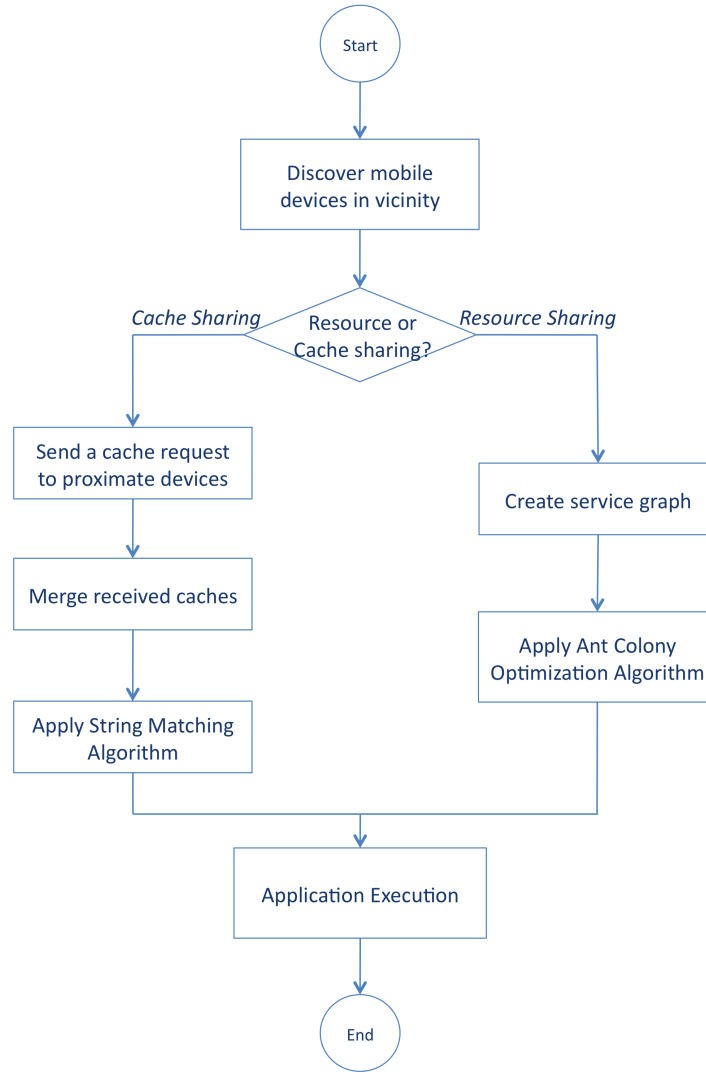 Start
Discover mobile
devices in vicinity
Cache Sharing
Resource or
Cache sharing?
Resource Sharing
Send a cache request
to proximate devices
Merge received caches
Apply String Matching
Algorithm
Create service graph
Apply Ant Colony
Optimization Algorithm
Application Execution
End